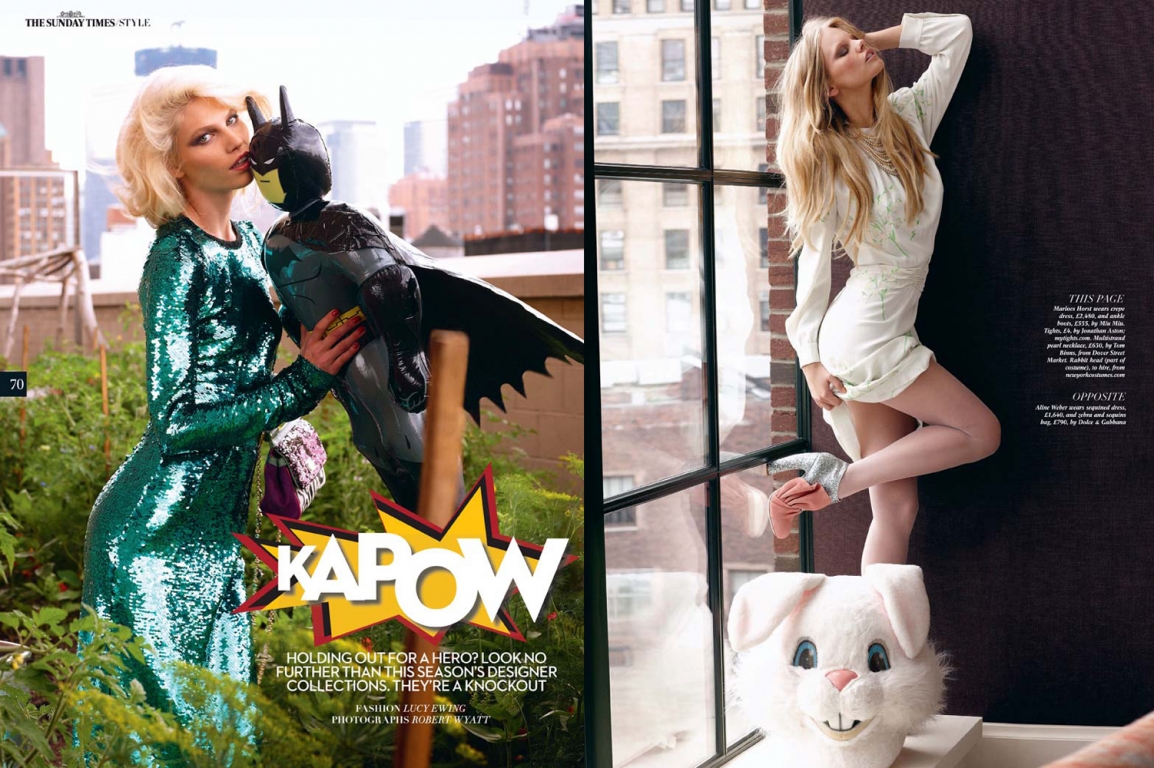 THE SUNDAY TIMES / STYLE
70
KAPOW
HOLDING OUT FOR A HERO? LOOK NO
FURTHER THAN THIS SEASON'S DESIGNER
COLLECTIONS. THEY'RE A KNOCKOUT
FASHION LUCY EWING
PHOTOGRAPHS ROBERT WYATT
THIS PAGE
Marloes Horst wears crepe
dress, £2,480, and ankle
boots, £555, by Miu Miu.
Tights, £4, by Jonathan Aston;
mytights.com. Multistrand
pearl necklace, £650, by Tom
Binns, from Dover Street
Market. Rabbit head (part of
costume), to hire, from
newyorkcostumes.com
OPPOSITE
Aline Weber wears sequined dress,
£1,640, and zebra and sequins
bag, £790, by Dolce & Gabbana